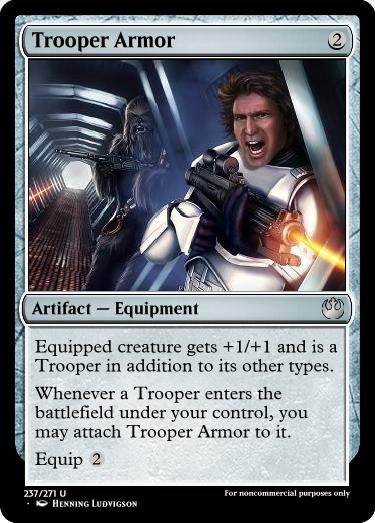 Trooper Armor 2
Artifact — Equipment
Equipped creature gets +1/+1 and is a
Trooper in addition to its other types.
Whenever a Trooper enters the
battlefield under your control, you
may attach Trooper Armor to it.
Equip 2
237/271 U
For noncommercial purposes only
· Henning Ludvigson